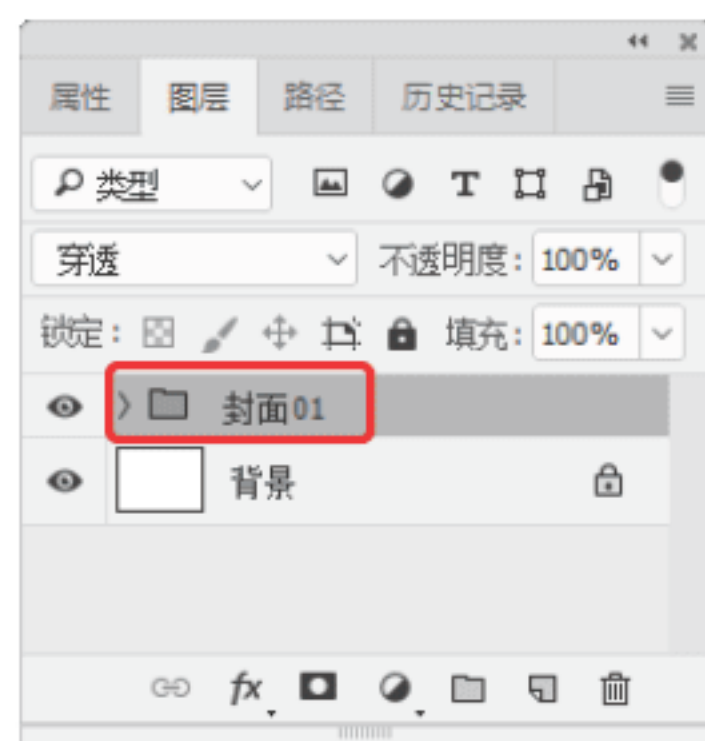 属性 图层 路径 历史记录
类型 T
穿透 不透明度: 100%
锁定: 填充: 100%
封面01
背景
fx